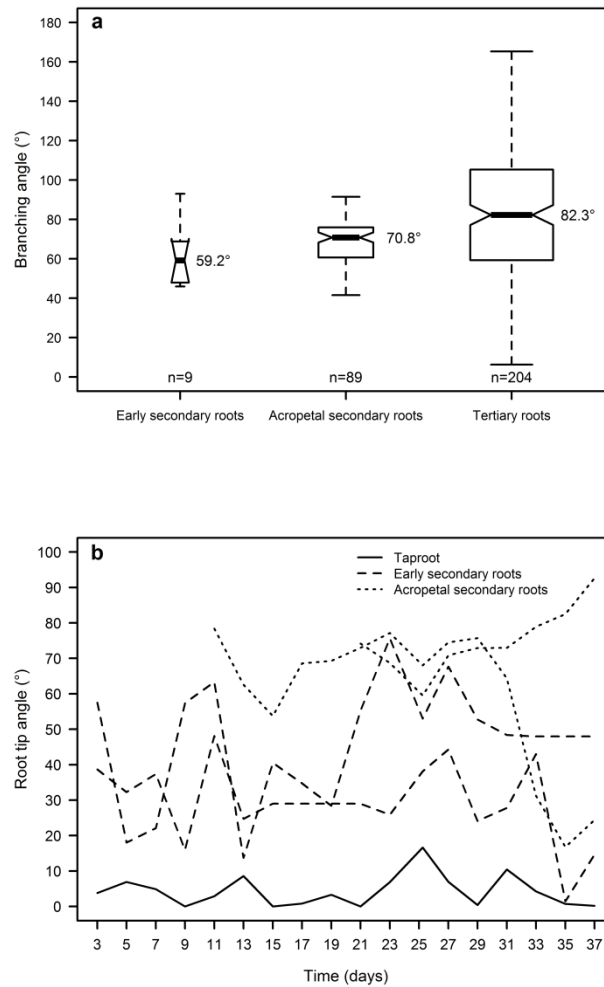 a
Branching angle (°)
180
160
140
120
100
80
60
40
20
0
59.2°
70.8°
82.3°
n=9
n=89
n=204
Early secondary roots
Acropetal secondary roots
Tertiary roots
b
Root tip angle (°)
100
90
80
70
60
50
40
30
20
10
0
Taproot
Early secondary roots
Acropetal secondary roots
3 5 7 9 11 13 15 17 19 21 23 25 27 29 31 33 35 37
Time (days)